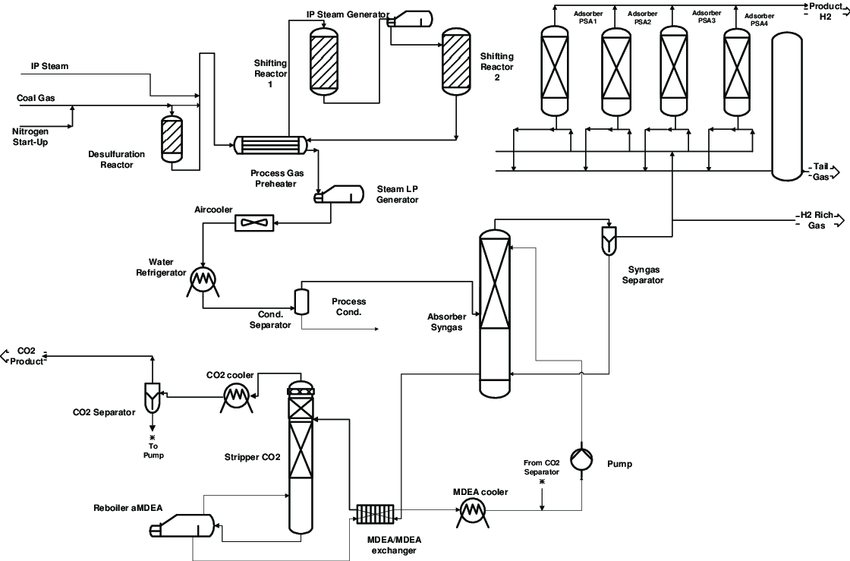 IP Steam Generator
Adsorber
PSA1
Adsorber
PSA2
Adsorber
PSA3
Adsorber
PSA4
Product
H2
Shifting
Reactor
1
Shifting
Reactor
2
IP Steam
Coal Gas
Nitrogen
Start-Up
Desulfuration
Reactor
Process Gas
Preheater
Tail
Gas
Steam LP
Generator
Aircooler
H2 Rich
Gas
Water
Refrigerator
Syngas
Separator
Cond.
Separator
Process
Cond.
Absorber
Syngas
CO2
Product
CO2 cooler
CO2 Separator
To
Pump
Stripper CO2
From CO2
Separator
Pump
MDEA cooler
Reboiler aMDEA
MDEA/MDEA
exchanger